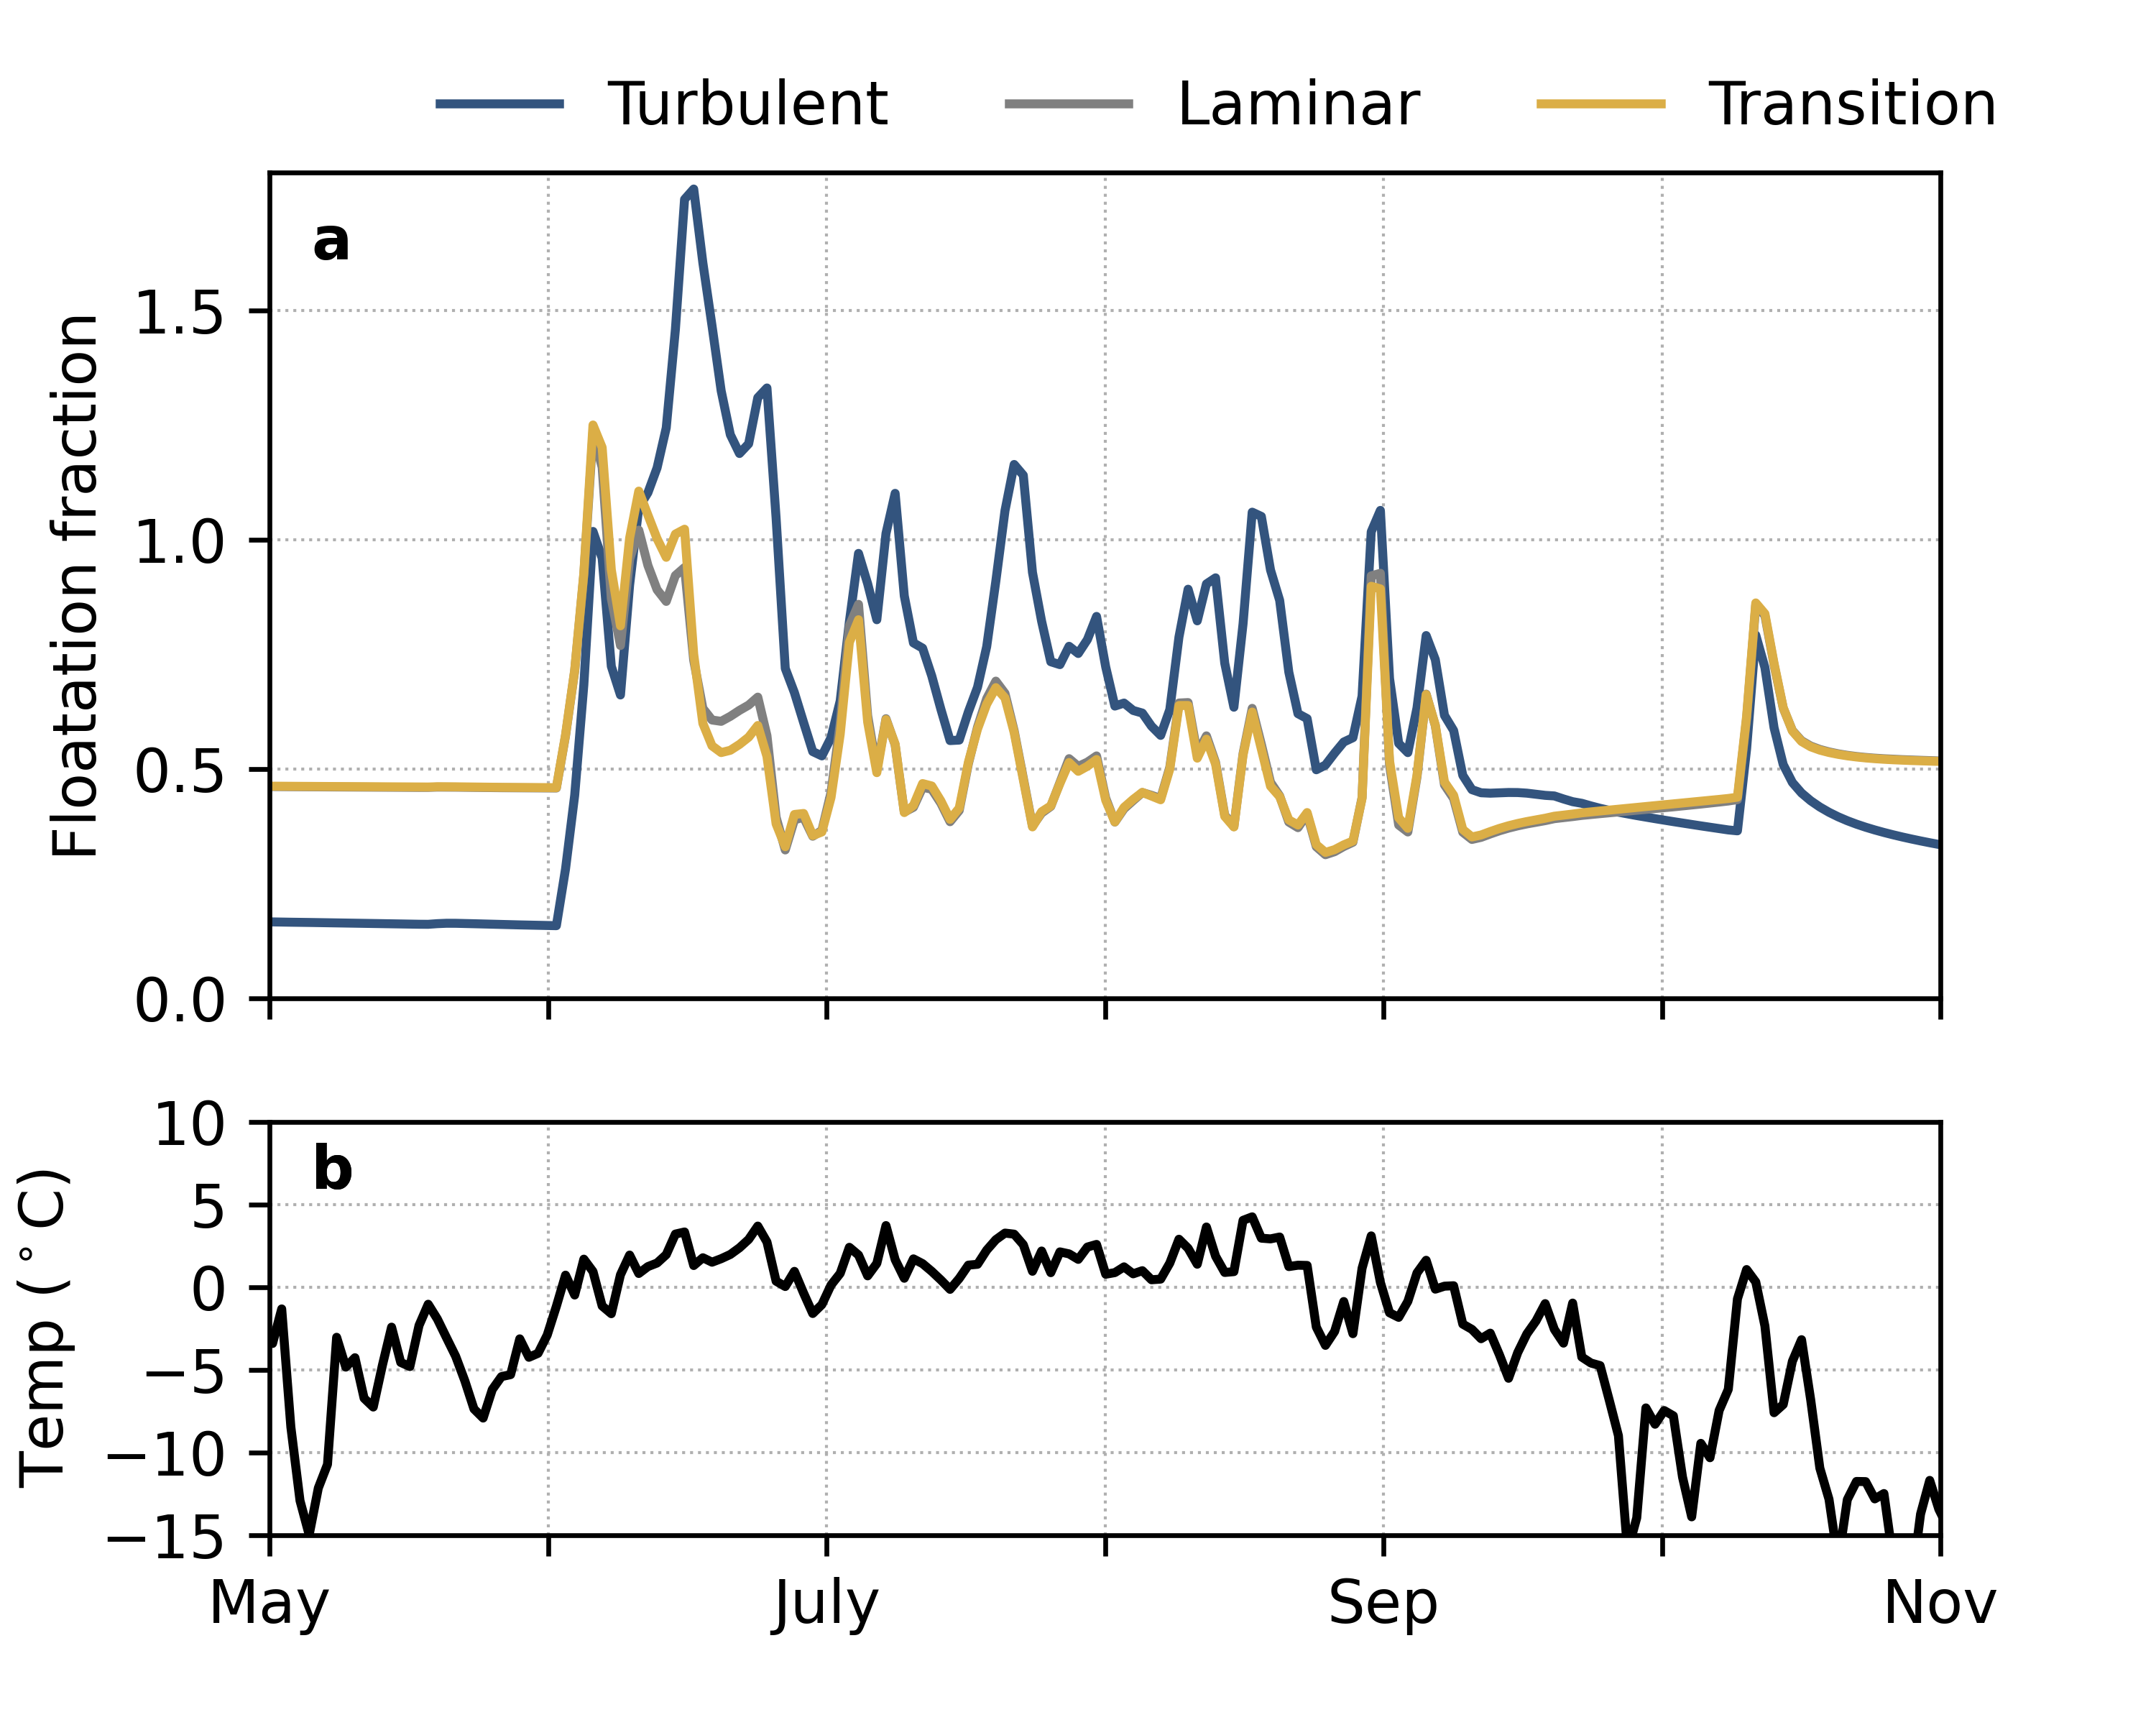 Turbulent Laminar Transition
a
Floatation fraction
1.5
1.0
0.5
0.0
b
Temp (°C)
10
5
0
−5
−10
−15
May July Sep Nov